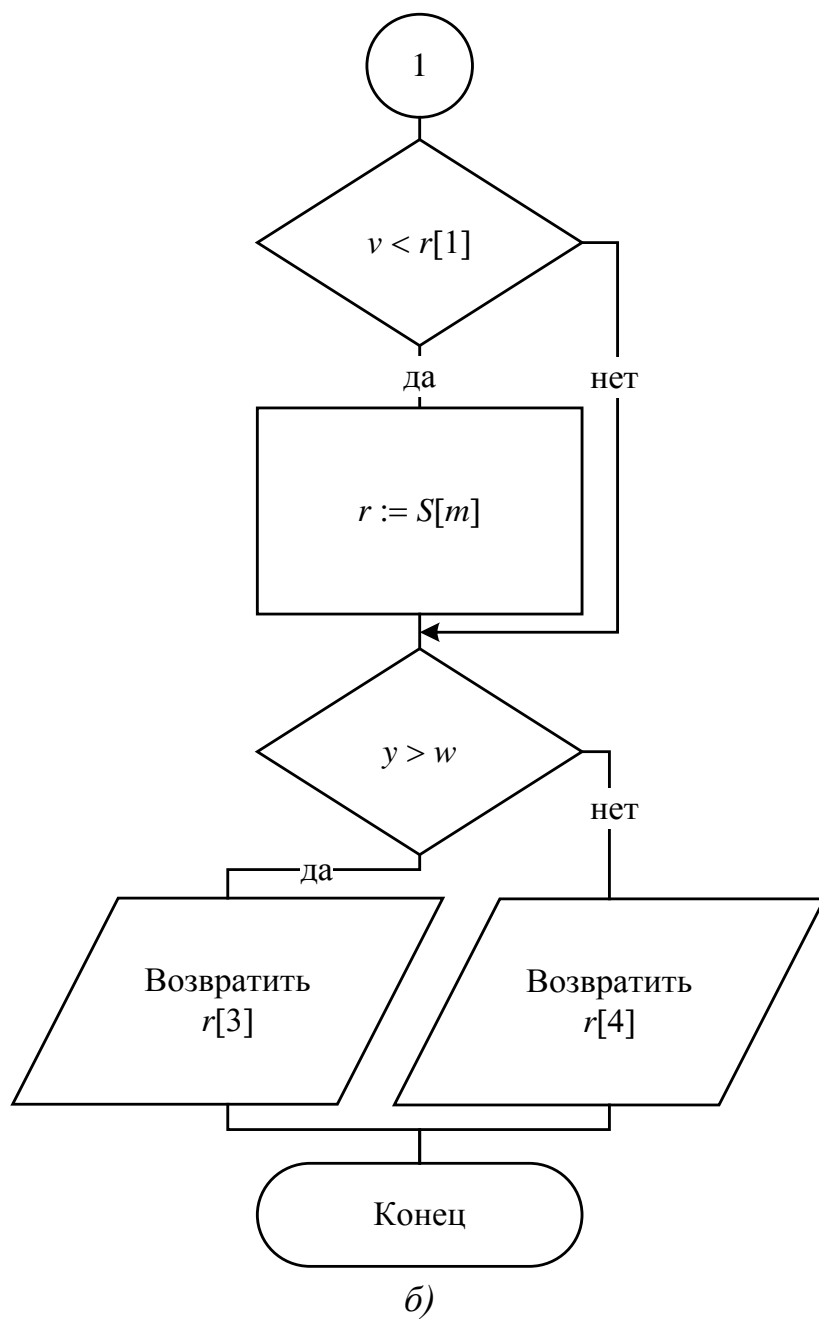 1
v < r[1]
да
нет
r := S[m]
y > w
нет
да
Возвратить
r[3]
Возвратить
r[4]
Конец
б)